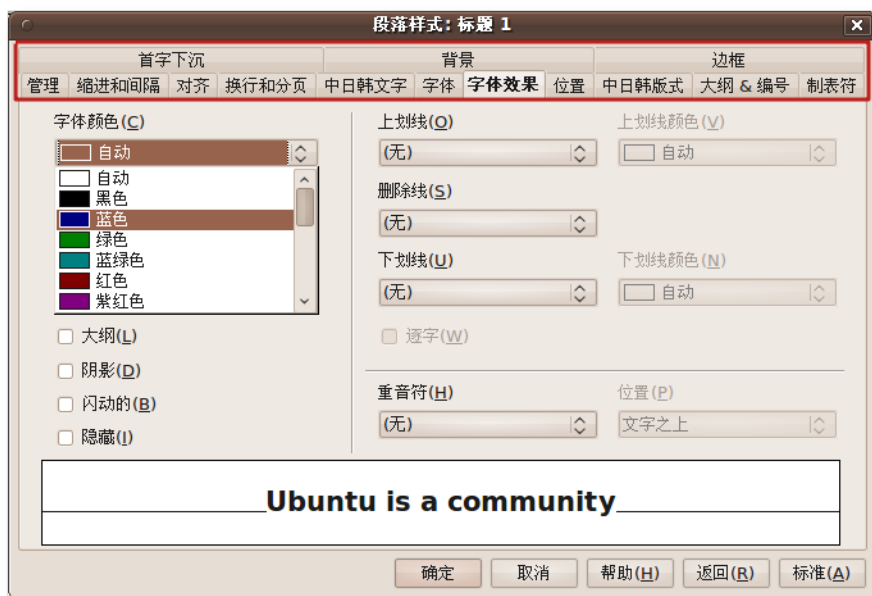 段落样式: 标题 1
首字下沉 背景 边框
管理 缩进和间隔 对齐 换行和分页 中日韩文字 字体 字体效果 位置 中日韩版式 大纲 & 编号 制表符
字体颜色(C)
自动
自动
黑色
蓝色
绿色
蓝绿色
红色
紫红色
大纲(L)
阴影(D)
闪动的(B)
隐藏(I)
上划线(O) 上划线颜色(V)
(无) 自动
删除线(S)
(无)
下划线(U) 下划线颜色(N)
(无) 自动
逐字(W)
重音符(H) 位置(P)
(无) 文字之上
Ubuntu is a community
确定 取消 帮助(H) 返回(R) 标准(A)